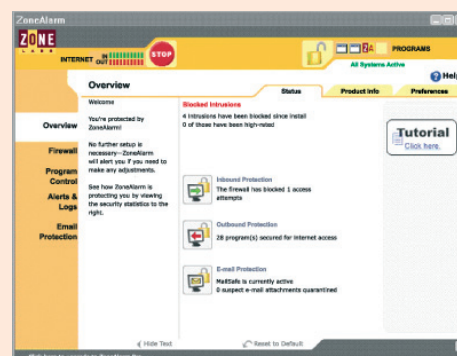 ZoneAlarm
ZONE
LABS
INTERNET IN OUT
STOP
ZA
PROGRAMS
All Systems Active
Help
Overview
Status
Product Info
Preferences
Overview
Firewall
Program
Control
Alerts &
Logs
Email
Protection
Welcome
You're protected by
ZoneAlarm!
No further setup is
necessary—ZoneAlarm
will alert you if you need to
make any adjustments.
See how ZoneAlarm is
protecting you by viewing
the security statistics to the
right.
Blocked Intrusions
4 Intrusions have been blocked since install
0 of those have been high-rated
Inbound Protection
The firewall has blocked 1 access
attempts
Outbound Protection
28 program(s) secured for Internet access
E-mail Protection
MailSafe is currently active
0 suspect e-mail attachments quarantined
Tutorial
Click here.
Hide Text
Reset to Default